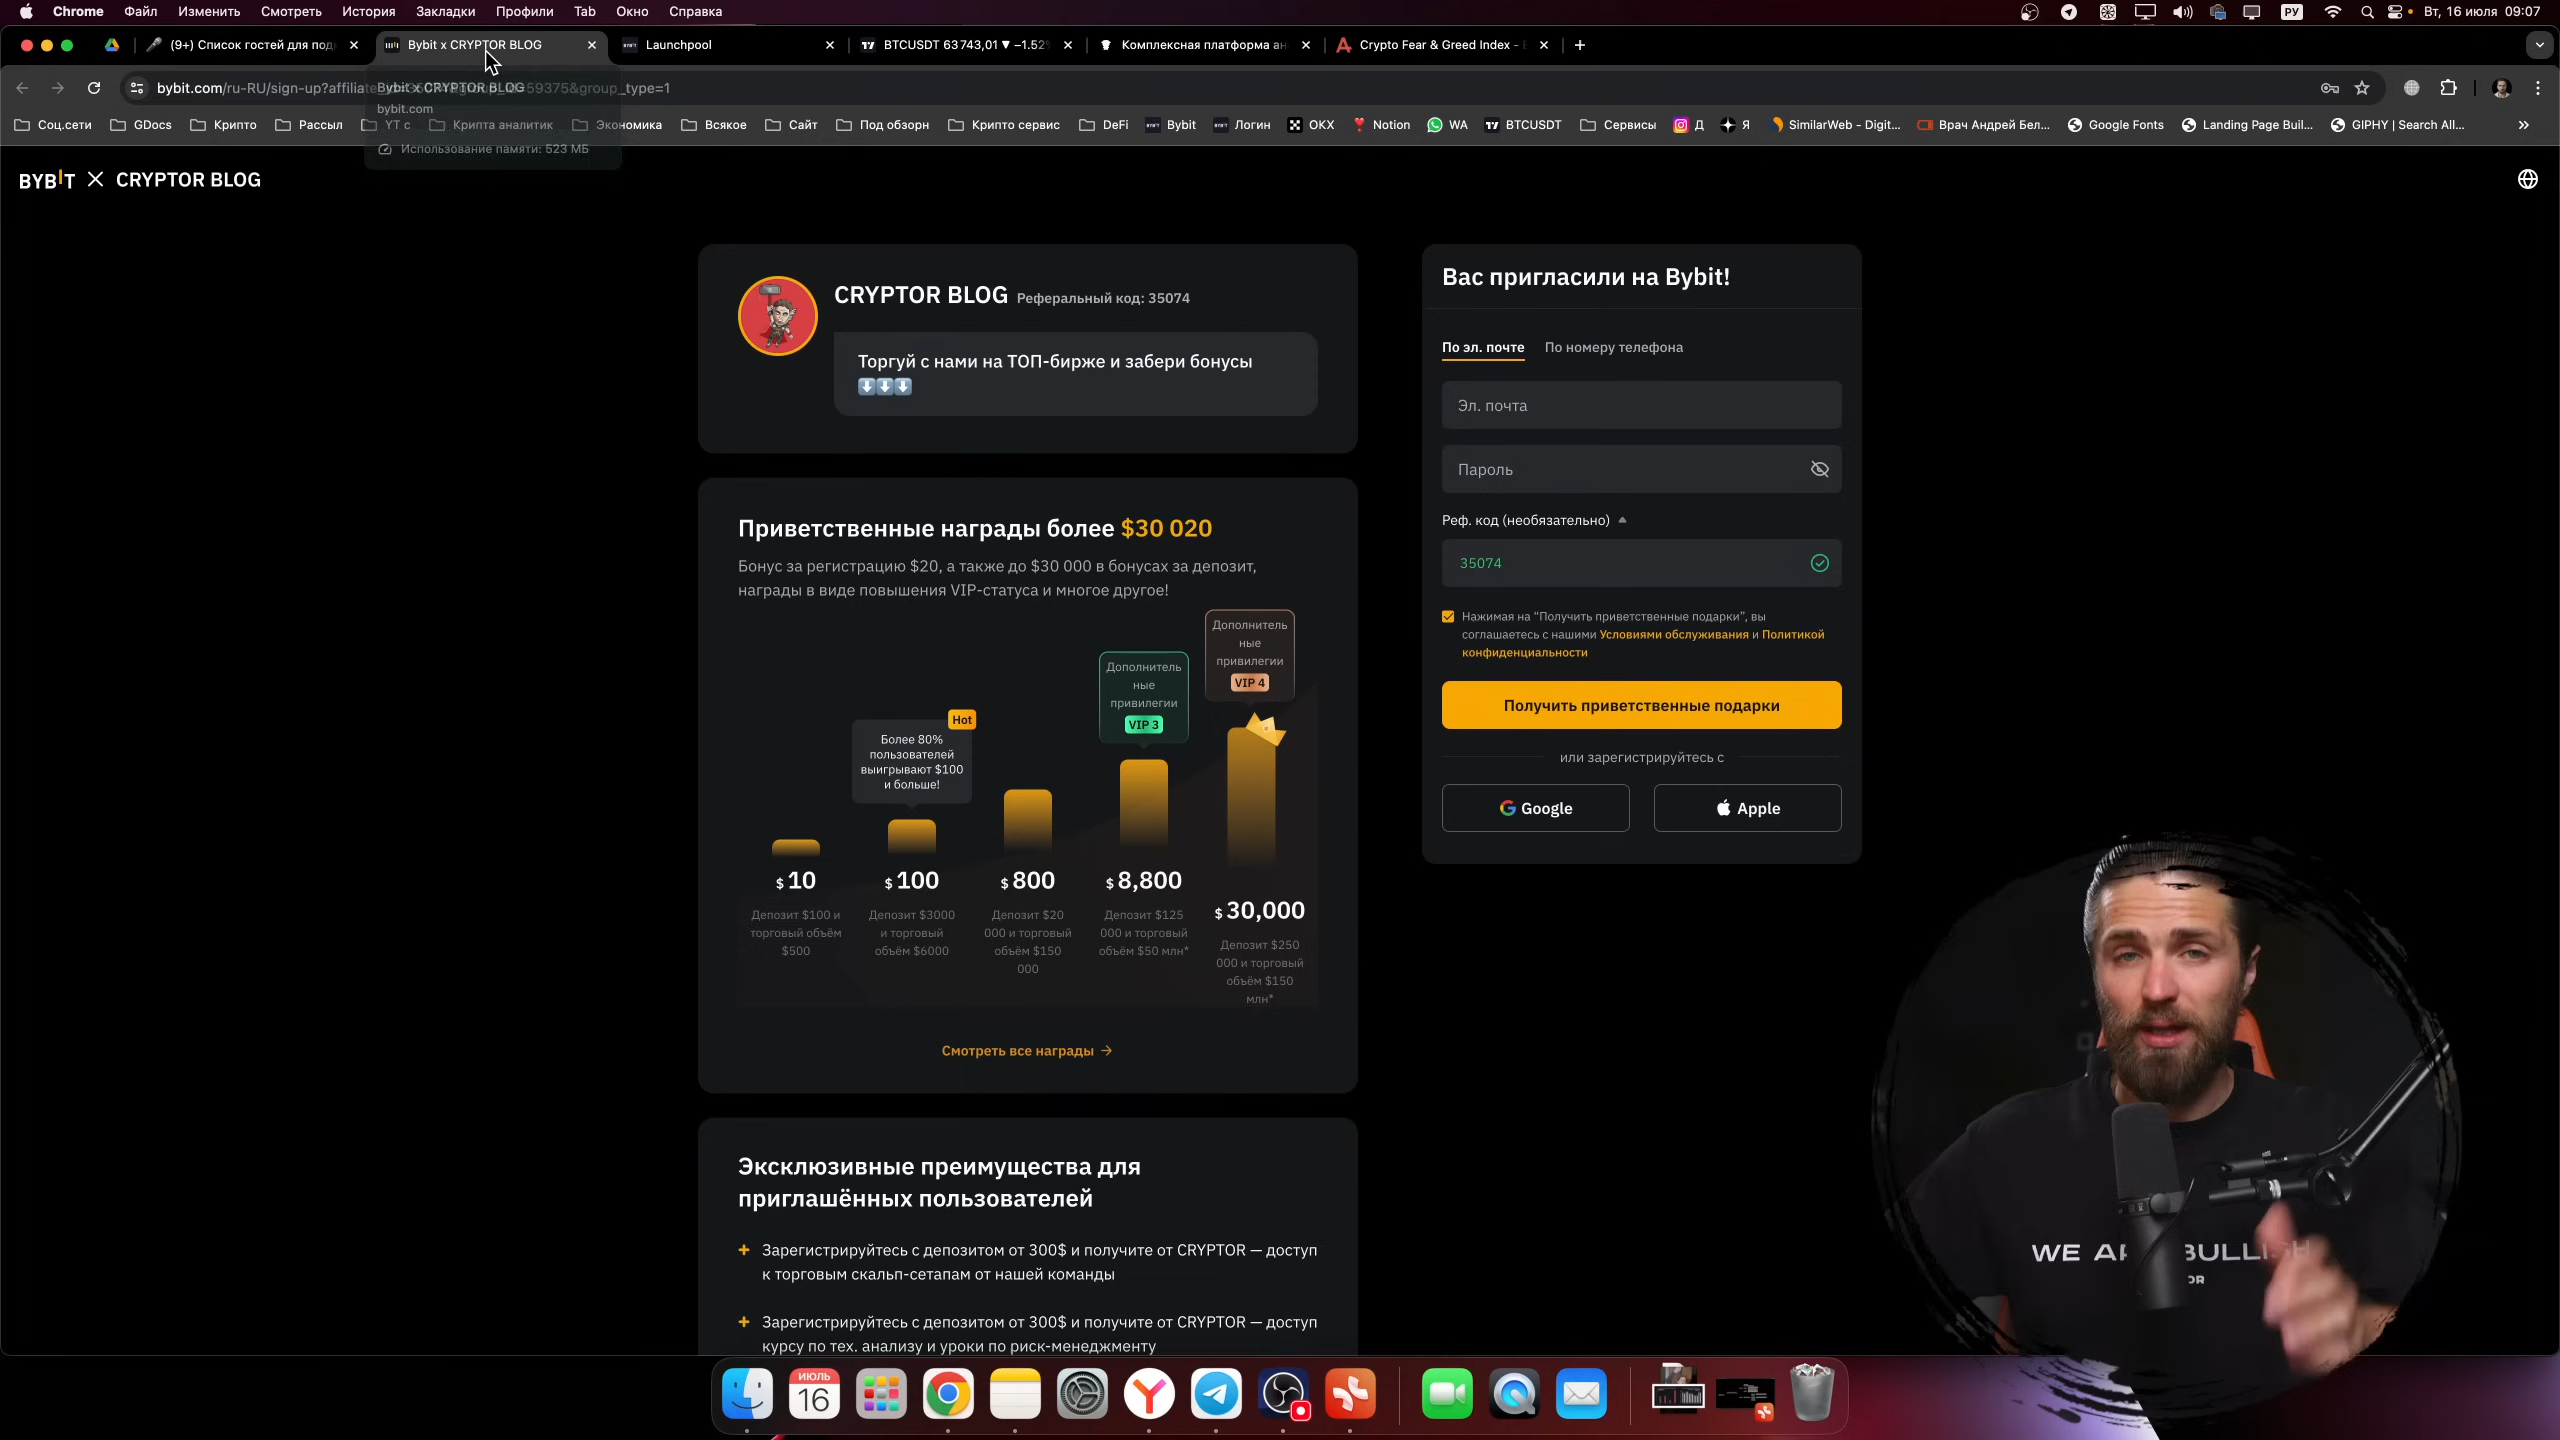 Chrome Файл Изменить Смотреть История Закладки Профили Tab Окно Справка
РУ Вт, 16 июля 09:07
(9+) Список гостей для под
Bybit x CRYPTOR BLOG
Launchpool
BTCUSDT 63 743,01 ▼ −1.52%
Комплексная платформа ан
Crypto Fear & Greed Index -
bybit.com/ru-RU/sign-up?affiliate
59375&group_type=1
Bybit x CRYPTOR BLOG
bybit.com
Соц.сети GDocs Крипто Рассыл YT с Крипта аналитик Экономика Всякое Сайт Под обзорн Крипто сервис DeFi Bybit Логин OKX Notion WA BTCUSDT Сервисы Д Я SimilarWeb - Digit... Врач Андрей Бел... Google Fonts Landing Page Buil... GIPHY | Search All... »
Использование памяти: 523 МБ
BYBIT X CRYPTOR BLOG
CRYPTOR BLOG Реферальный код: 35074
Торгуй с нами на ТОП-бирже и забери бонусы
⬇️⬇️⬇️
Приветственные награды более $30 020
Бонус за регистрацию $20, а также до $30 000 в бонусах за депозит,
награды в виде повышения VIP-статуса и многое другое!
Более 80%
пользователей
выигрывают $100
и больше!
Hot
Дополнитель
ные
привилегии
VIP 3
Дополнитель
ные
привилегии
VIP 4
$ 10
Депозит $100 и
торговый объём
$500
$ 100
Депозит $3000
и торговый
объём $6000
$ 800
Депозит $20
000 и торговый
объём $150
000
$ 8,800
Депозит $125
000 и торговый
объём $50 млн*
$ 30,000
Депозит $250
000 и торговый
объём $150
млн*
Смотреть все награды →
Эксклюзивные преимущества для
приглашённых пользователей
+ Зарегистрируйтесь с депозитом от 300$ и получите от CRYPTOR — доступ
к торговым скальп-сетапам от нашей команды
+ Зарегистрируйтесь с депозитом от 300$ и получите от CRYPTOR — доступ
курсу по тех. анализу и уроки по риск-менеджменту
Вас пригласили на Bybit!
По эл. почте По номеру телефона
Эл. почта
Пароль
Реф. код (необязательно)
35074
Нажимая на “Получить приветственные подарки”, вы
соглашаетесь с нашими Условиями обслуживания и Политикой
конфиденциальности
Получить приветственные подарки
или зарегистрируйтесь с
Google
Apple
WE AR BULLISH
OR
ИЮЛЬ
16